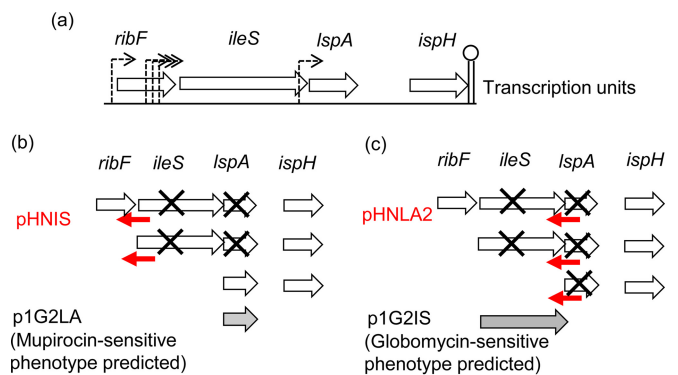 (a)
ribF ileS lspA ispH
Transcription units
(b)
ribF ileS lspA ispH
pHNIS
p1G2LA
(Mupirocin-sensitive
phenotype predicted)
(c)
ribF ileS lspA ispH
pHNLA2
p1G2IS
(Globomycin-sensitive
phenotype predicted)